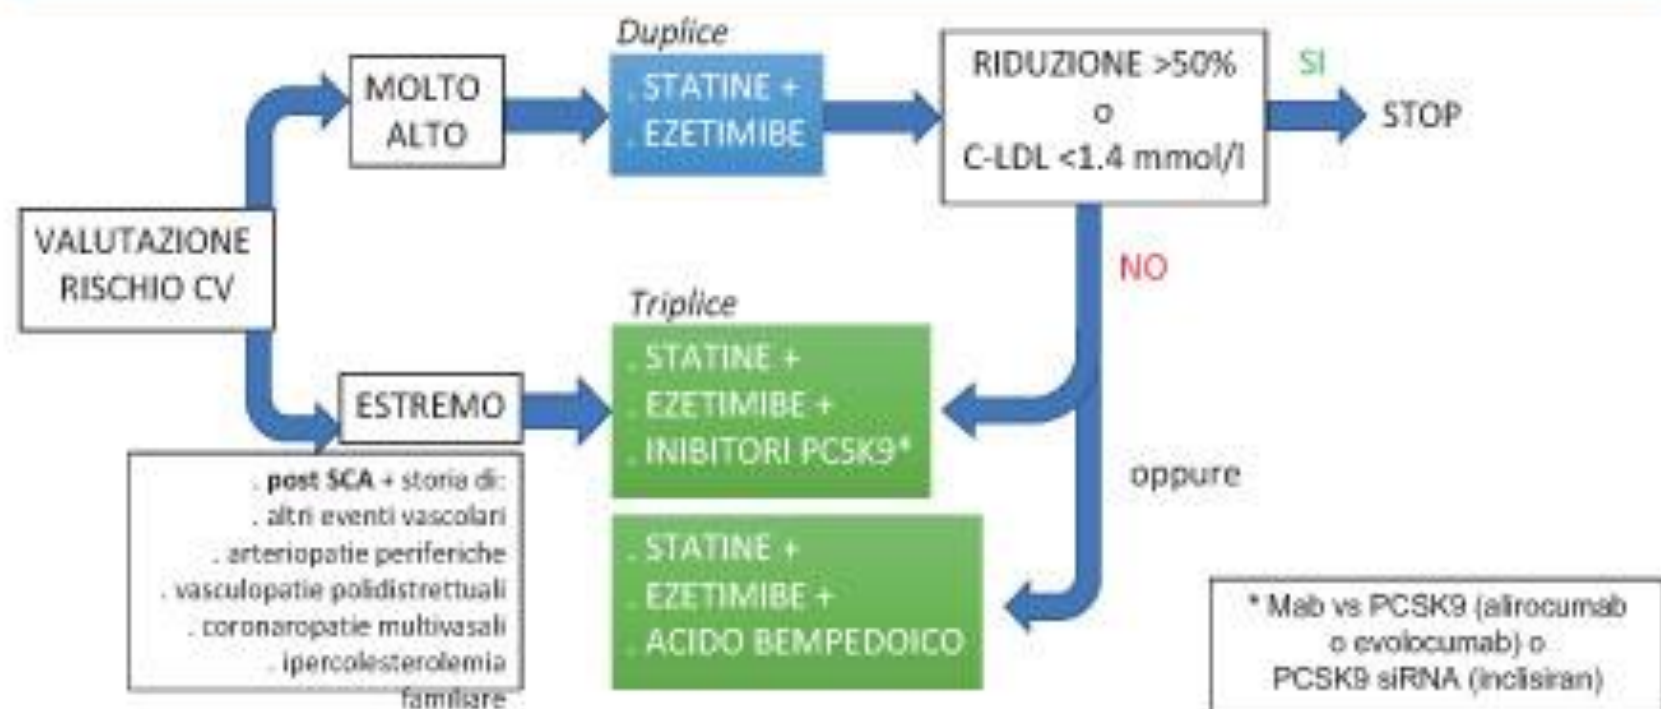 VALUTAZIONE
RISCHIO CV
MOLTO
ALTO
Duplice
. STATINE +
. EZETIMIBE
RIDUZIONE >50%
o
C-LDL <1.4 mmol/l
SI
STOP
NO
ESTREMO
. post SCA + storia di:
. altri eventi vascolari
. arteriopatie periferiche
. vasculopatie polidistrettuali
. coronaropatie multivasali
. ipercolesterolemia
familiare
Triplice
. STATINE +
. EZETIMIBE +
. INIBITORI PCSK9*
oppure
. STATINE +
. EZETIMIBE +
. ACIDO BEMPEDOICO
* Mab vs PCSK9 (alirocumab
o evolocumab) o
PCSK9 siRNA (inclisiran)